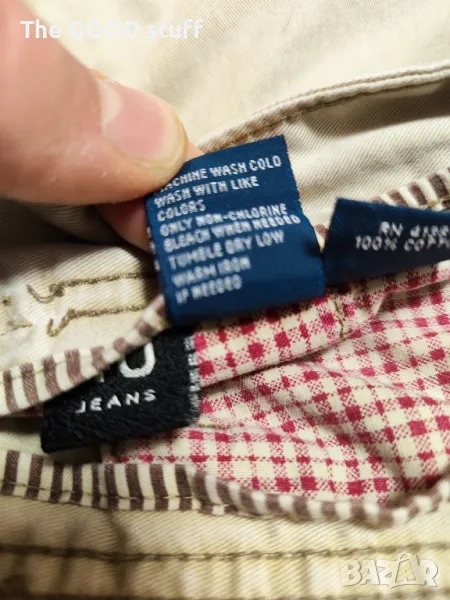 The GOOD stuff
MACHINE WASH COLD
WASH WITH LIKE
COLORS
ONLY NON-CHLORINE
BLEACH WHEN NEEDED
TUMBLE DRY LOW
WARM IRON
IF NEEDED
RN
100%
JEANS
BAZAR